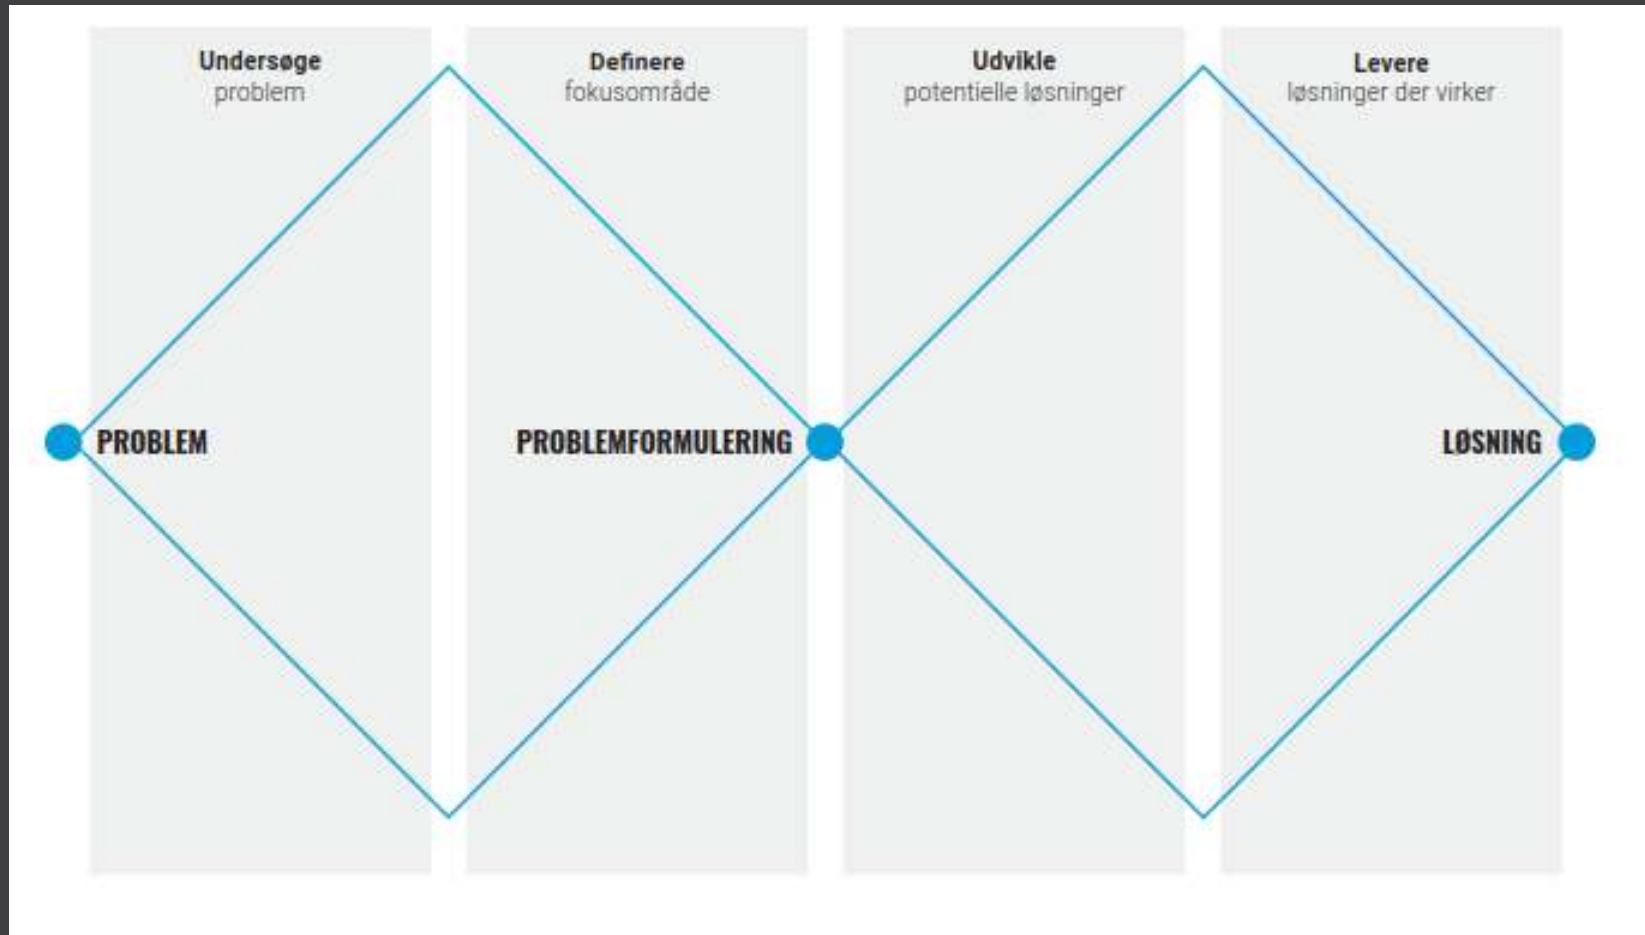 Undersøge
problem
Definere
fokusområde
Udvikle
potentielle løsninger
Levere
løsninger der virker
PROBLEM
PROBLEMFORMULERING
LØSNING